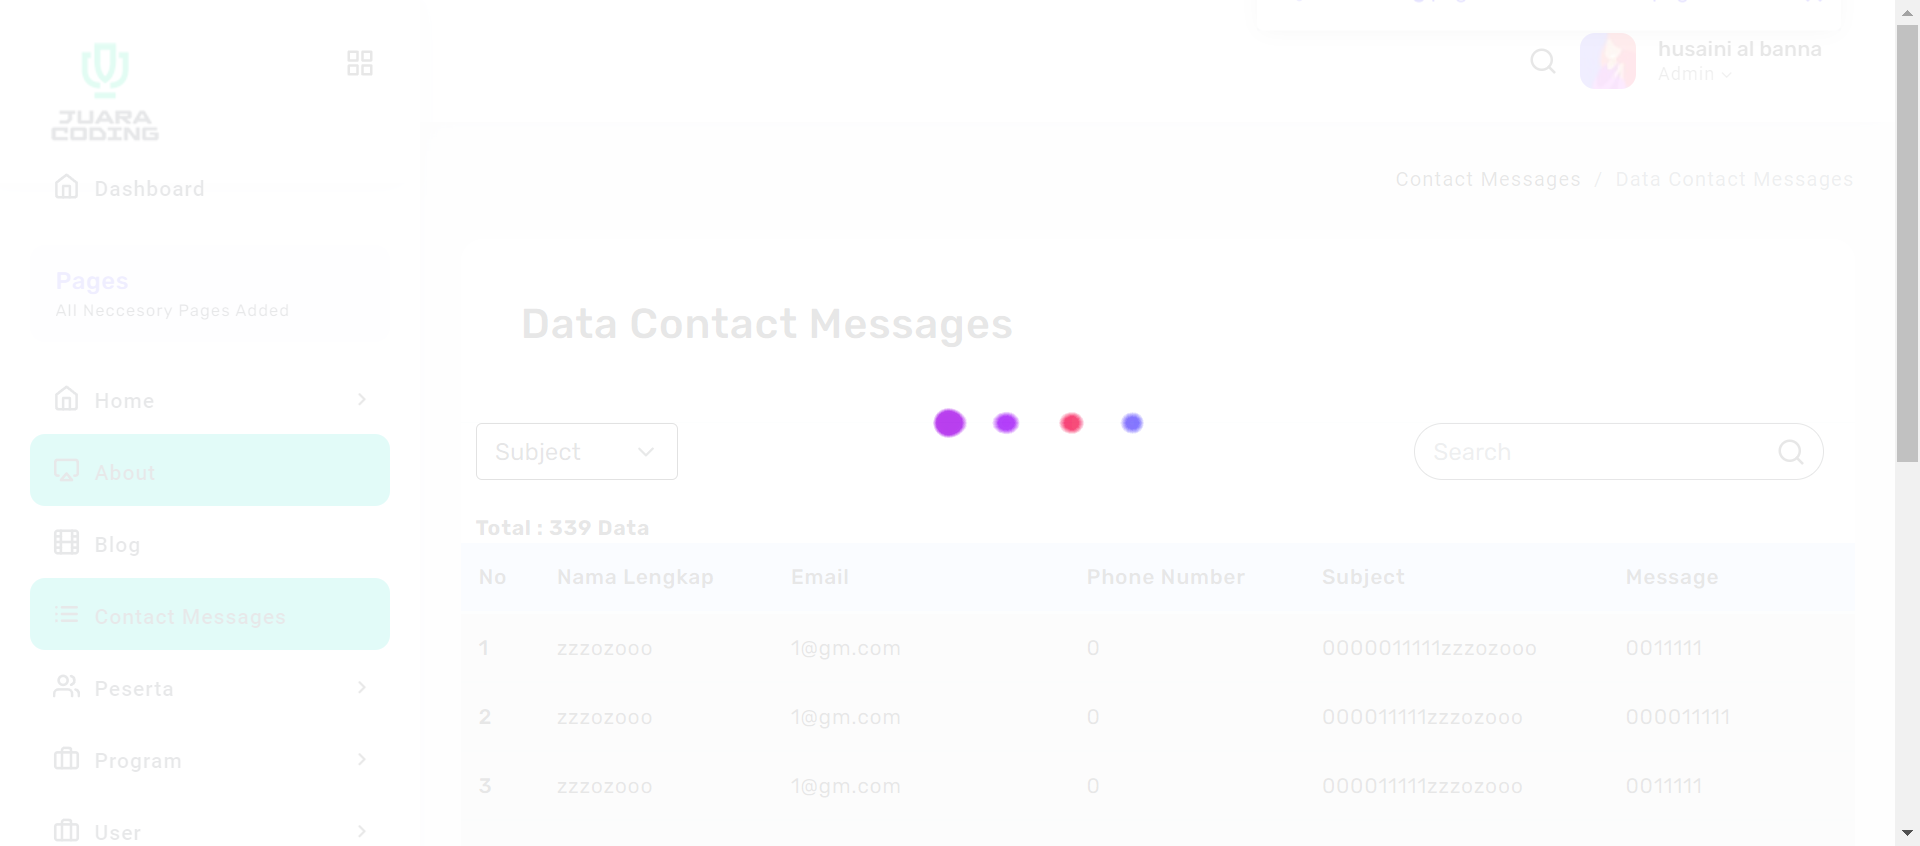 JUARA
CODING
husaini al banna
Admin
Dashboard
Contact Messages / Data Contact Messages
Pages
All Neccesory Pages Added
Data Contact Messages
Home
Subject
Search
About
Total : 339 Data
Blog
No Nama Lengkap Email Phone Number Subject Message
Contact Messages
1 zzzozooo 1@gm.com 0 0000011111zzzozooo 0011111
Peserta
2 zzzozooo 1@gm.com 0 000011111zzzozooo 000011111
Program
3 zzzozooo 1@gm.com 0 000011111zzzozooo 0011111
User